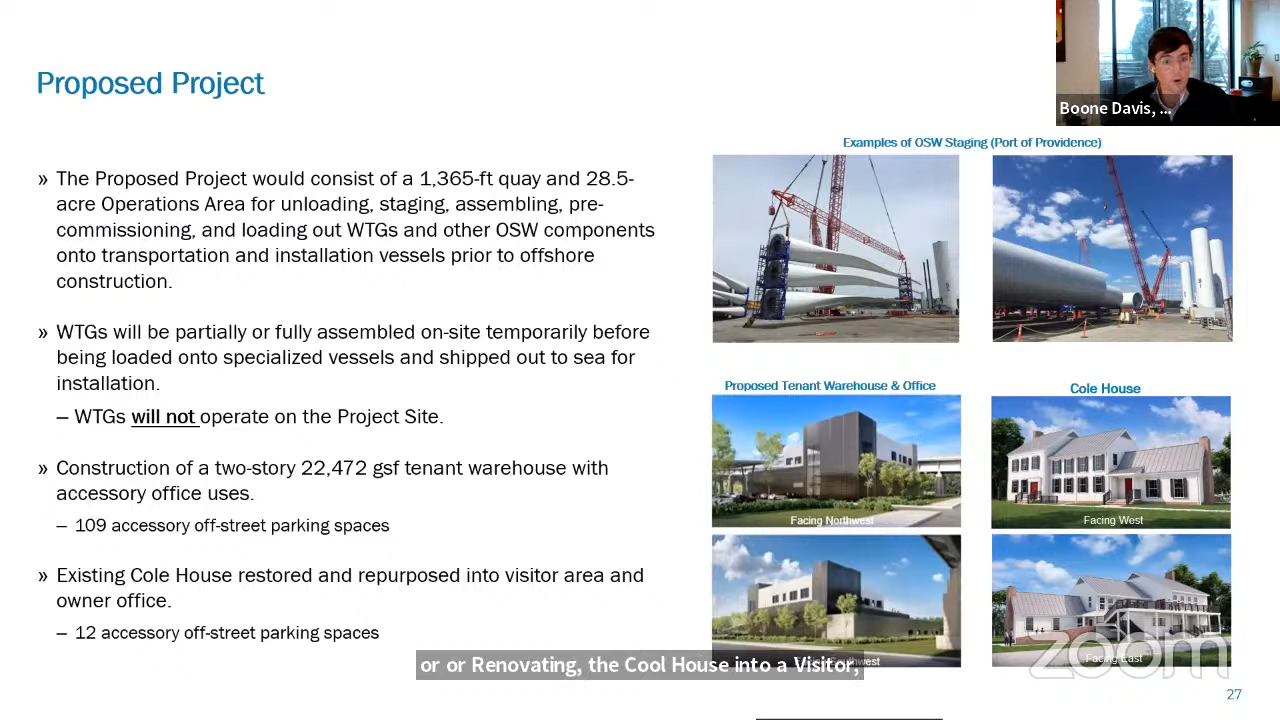 Proposed Project
Boone Davis, ...
Examples of OSW Staging (Port of Providence)
» The Proposed Project would consist of a 1,365-ft quay and 28.5-
acre Operations Area for unloading, staging, assembling, pre-
commissioning, and loading out WTGs and other OSW components
onto transportation and installation vessels prior to offshore
construction.
» WTGs will be partially or fully assembled on-site temporarily before
being loaded onto specialized vessels and shipped out to sea for
installation.
– WTGs will not operate on the Project Site.
» Construction of a two-story 22,472 gsf tenant warehouse with
accessory office uses.
– 109 accessory off-street parking spaces
» Existing Cole House restored and repurposed into visitor area and
owner office.
– 12 accessory off-street parking spaces
Proposed Tenant Warehouse & Office
Cole House
Facing Northwest
Facing West
Facing East
zoom
or or Renovating, the Cool House into a Visitor,
27